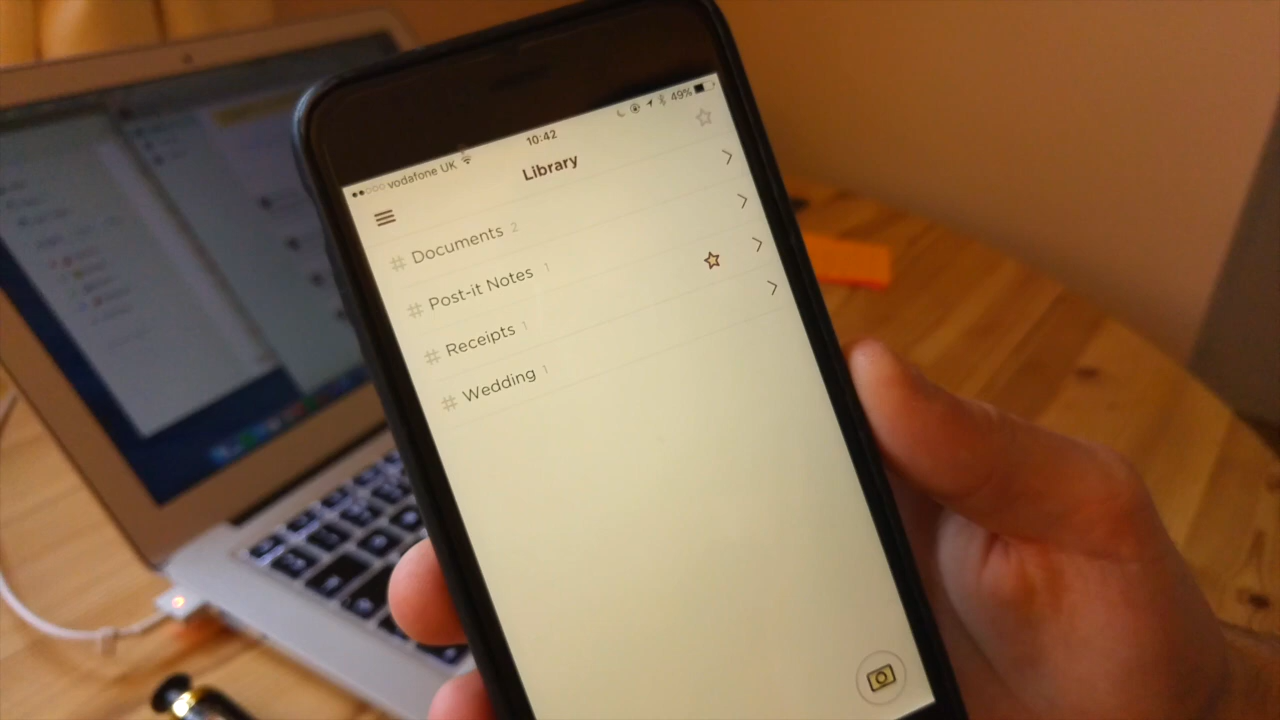 vodafone UK 10:42 49%
Library
# Documents 2
# Post-it Notes 1
# Receipts 1
# Wedding 1